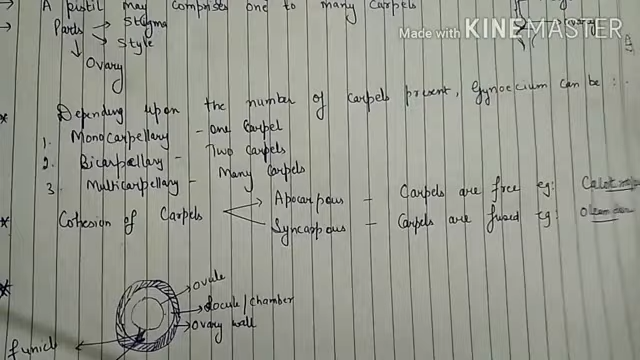 A pistil may comprises one to many carpels
Parts → Stigma
→ Style
↓
Ovary
Made with KINEMASTER
Depending upon the number of carpels present, Gynoecium can be :
1. Monocarpellary - one carpel
2. Bicarpellary - Two carpels
3 Multicarpellary - Many carpels
Cohesion of Carpels
Apocarpous - Carpels are free eg:
Syncarpous - Carpels are fused eg:
ovule
Locule/chamber
ovary wall